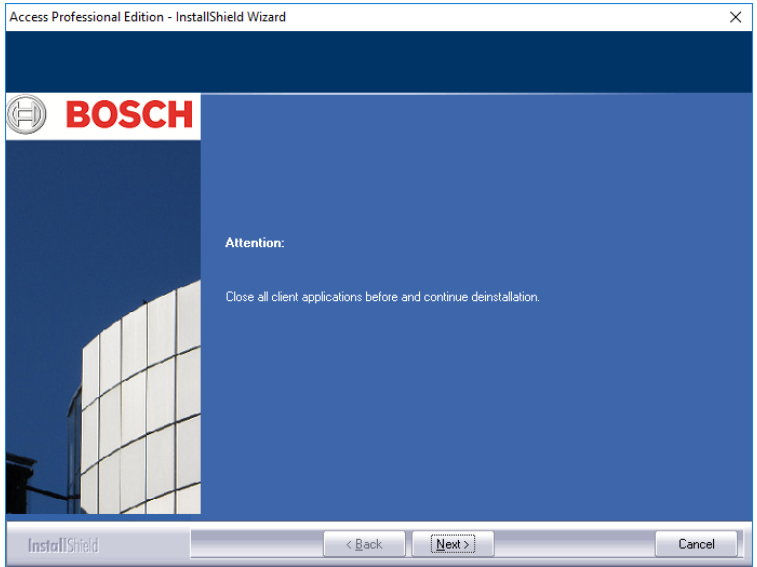 Access Professional Edition - InstallShield Wizard
BOSCH
Attention:
Close all client applications before and continue deinstallation.
InstallShield
< Back
Next >
Cancel